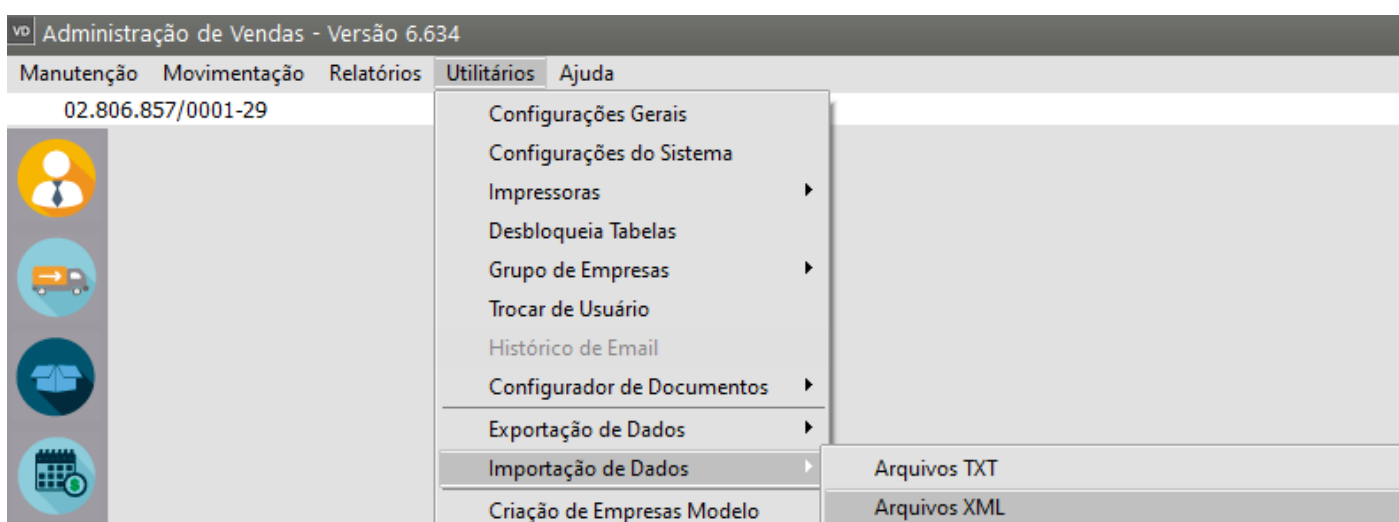 VD Administração de Vendas - Versão 6.634
Manutenção Movimentação Relatórios Utilitários Ajuda
02.806.857/0001-29
Configurações Gerais
Configurações do Sistema
Impressoras
Desbloqueia Tabelas
Grupo de Empresas
Trocar de Usuário
Histórico de Email
Configurador de Documentos
Exportação de Dados
Importação de Dados
Arquivos TXT
Criação de Empresas Modelo
Arquivos XML